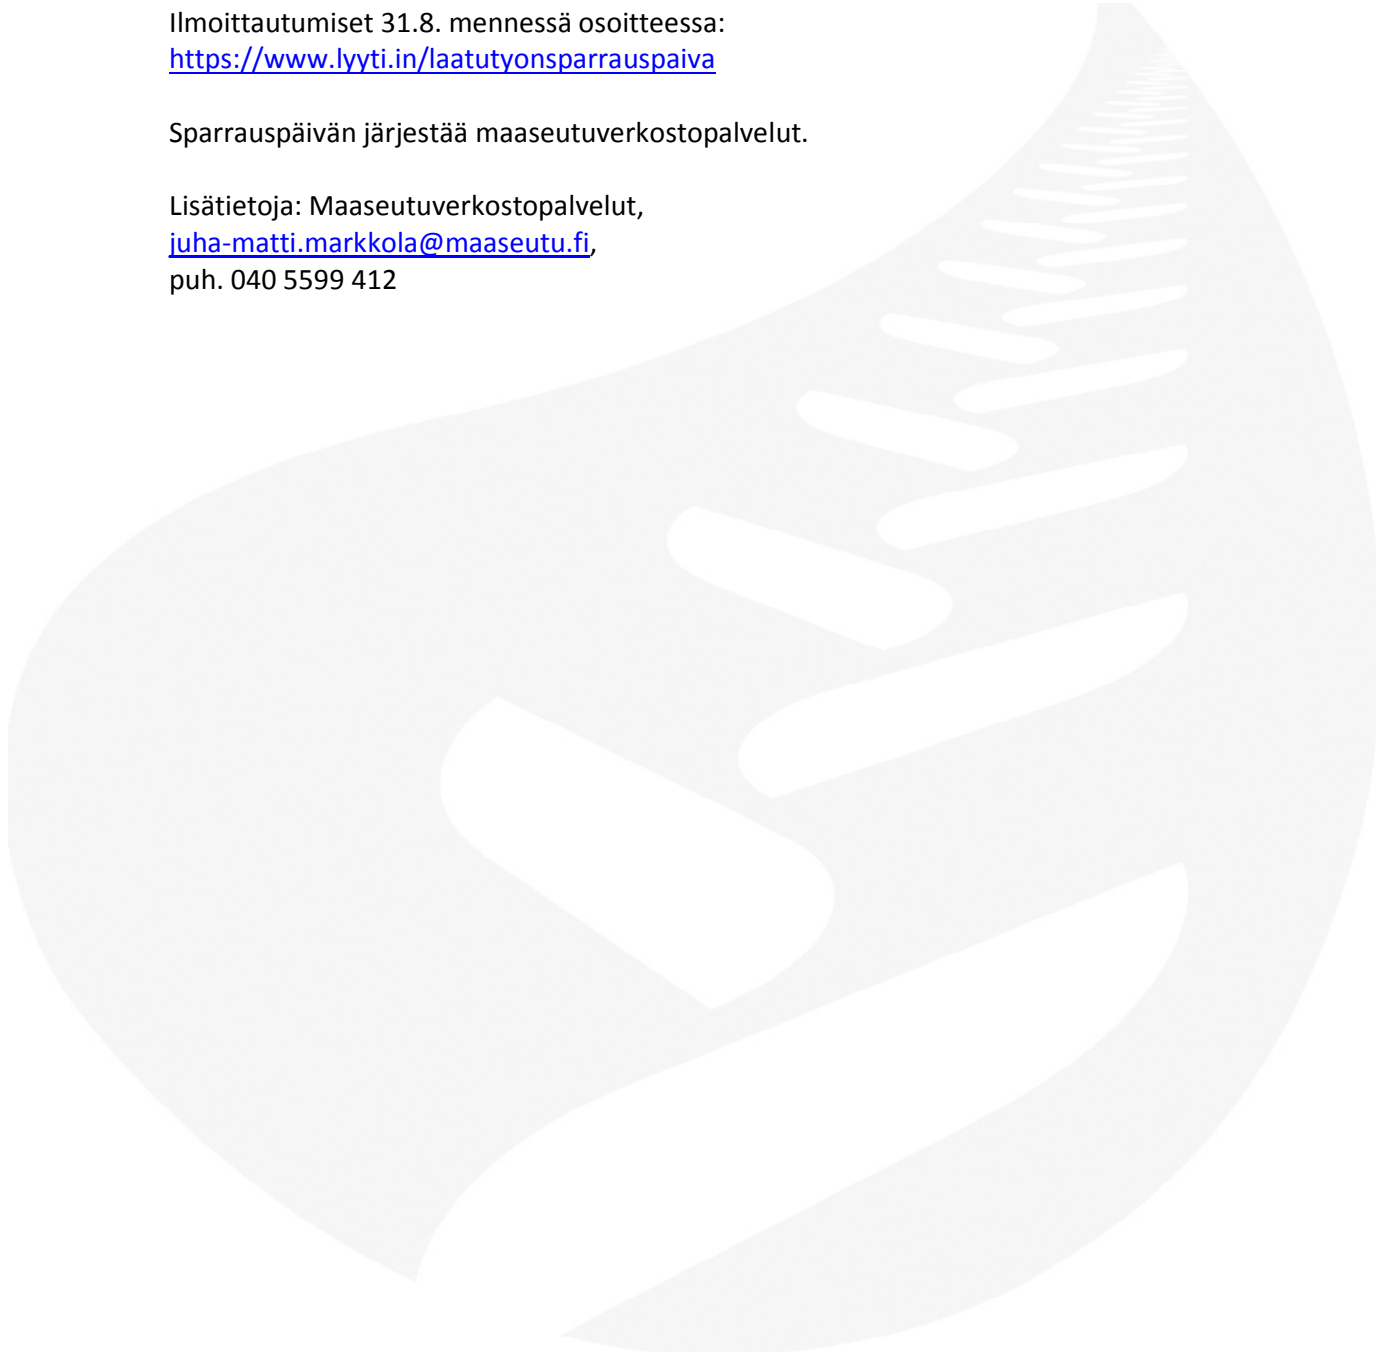 Ilmoittautumiset 31.8. mennessä osoitteessa:
https://www.lyyti.in/laatutyonsparrauspaiva
Sparrauspäivän järjestää maaseutuverkostopalvelut.
Lisätietoja: Maaseutuverkostopalvelut,
juha-matti.markkola@maaseutu.fi,
puh. 040 5599 412